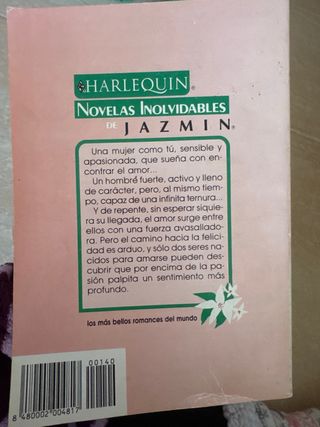 HARLEQUIN®
NOVELAS INOLVIDABLES
DE JAZMIN®
Una mujer como tú, sensible y
apasionada, que sueña con en-
contrar el amor...
Un hombre fuerte, activo y lleno
de carácter, pero, al mismo tiem-
po, capaz de una infinita ternura...
Y de repente, sin esperar siquie-
ra su llegada, el amor surge entre
ellos con una fuerza avasallado-
ra. Pero el camino hacia la felici-
dad es arduo, y sólo dos seres na-
cidos para amarse pueden des-
cubrir que por encima de la pa-
sión palpita un sentimiento más
profundo.
los más bellos romances del mundo
00140
8 480002 004817